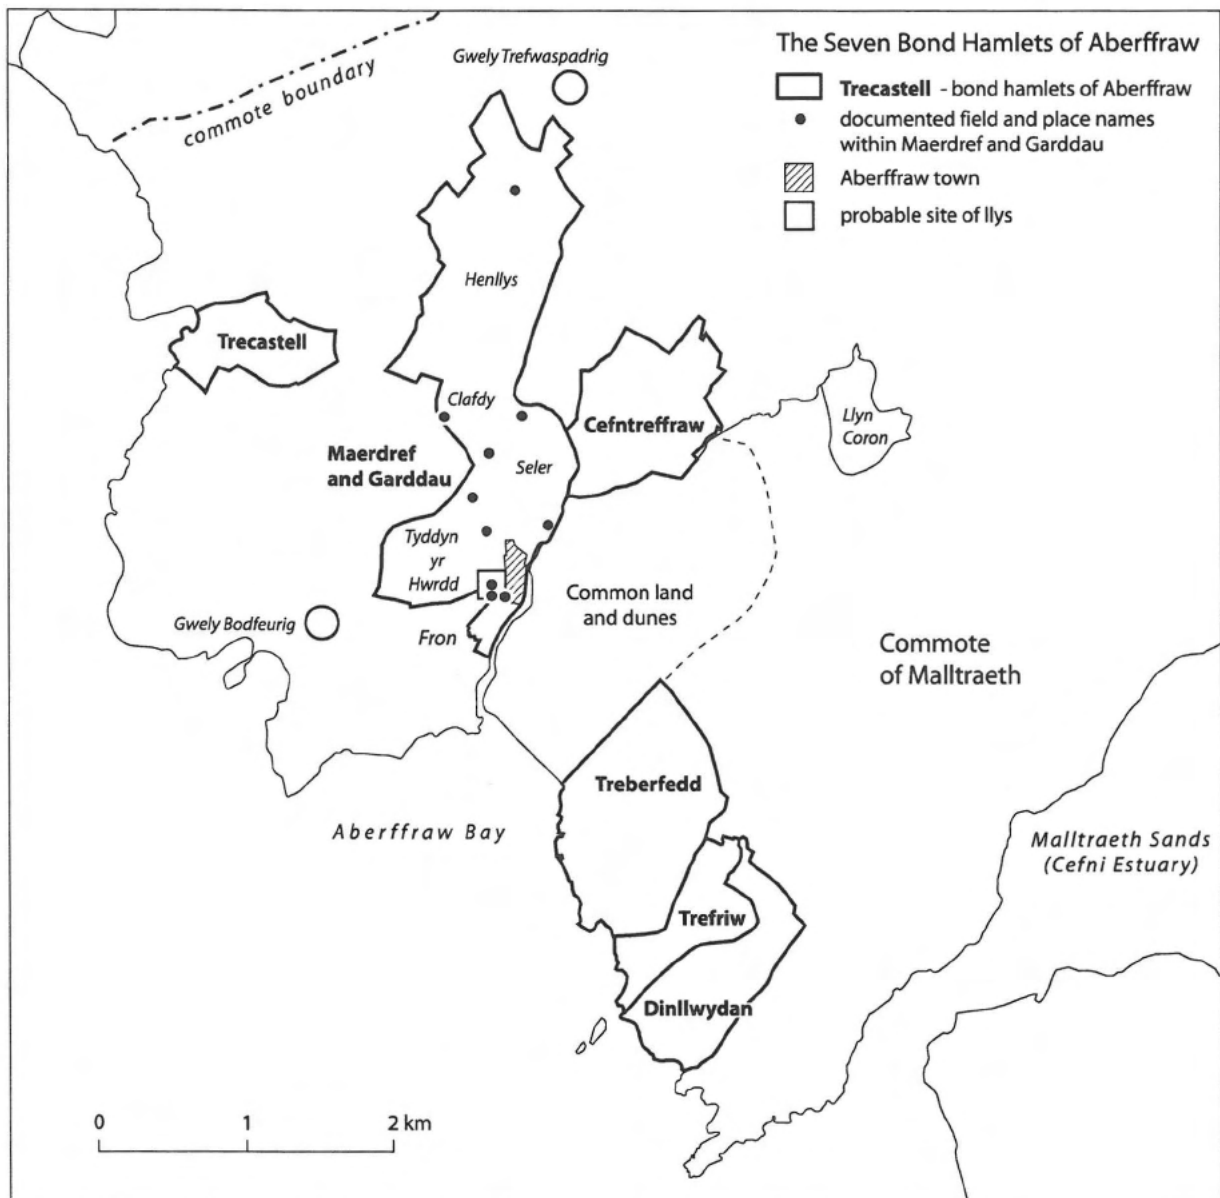 The Seven Bond Hamlets of Aberffraw
Trecastell - bond hamlets of Aberffraw
documented field and place names
within Maerdref and Garddau
Aberffraw town
probable site of llys
commote boundary
Gwely Trefwaspadrig
Henllys
Trecastell
Clafdy
Cefntreffraw
Llyn
Coron
Maerdref
and Garddau
Seler
Tyddyn
yr
Hwrdd
Gwely Bodfeurig
Fron
Common land
and dunes
Commote
of Malltraeth
Treberfedd
Aberffraw Bay
Malltraeth Sands
(Cefni Estuary)
Trefriw
Dinllwydan
0 1 2 km